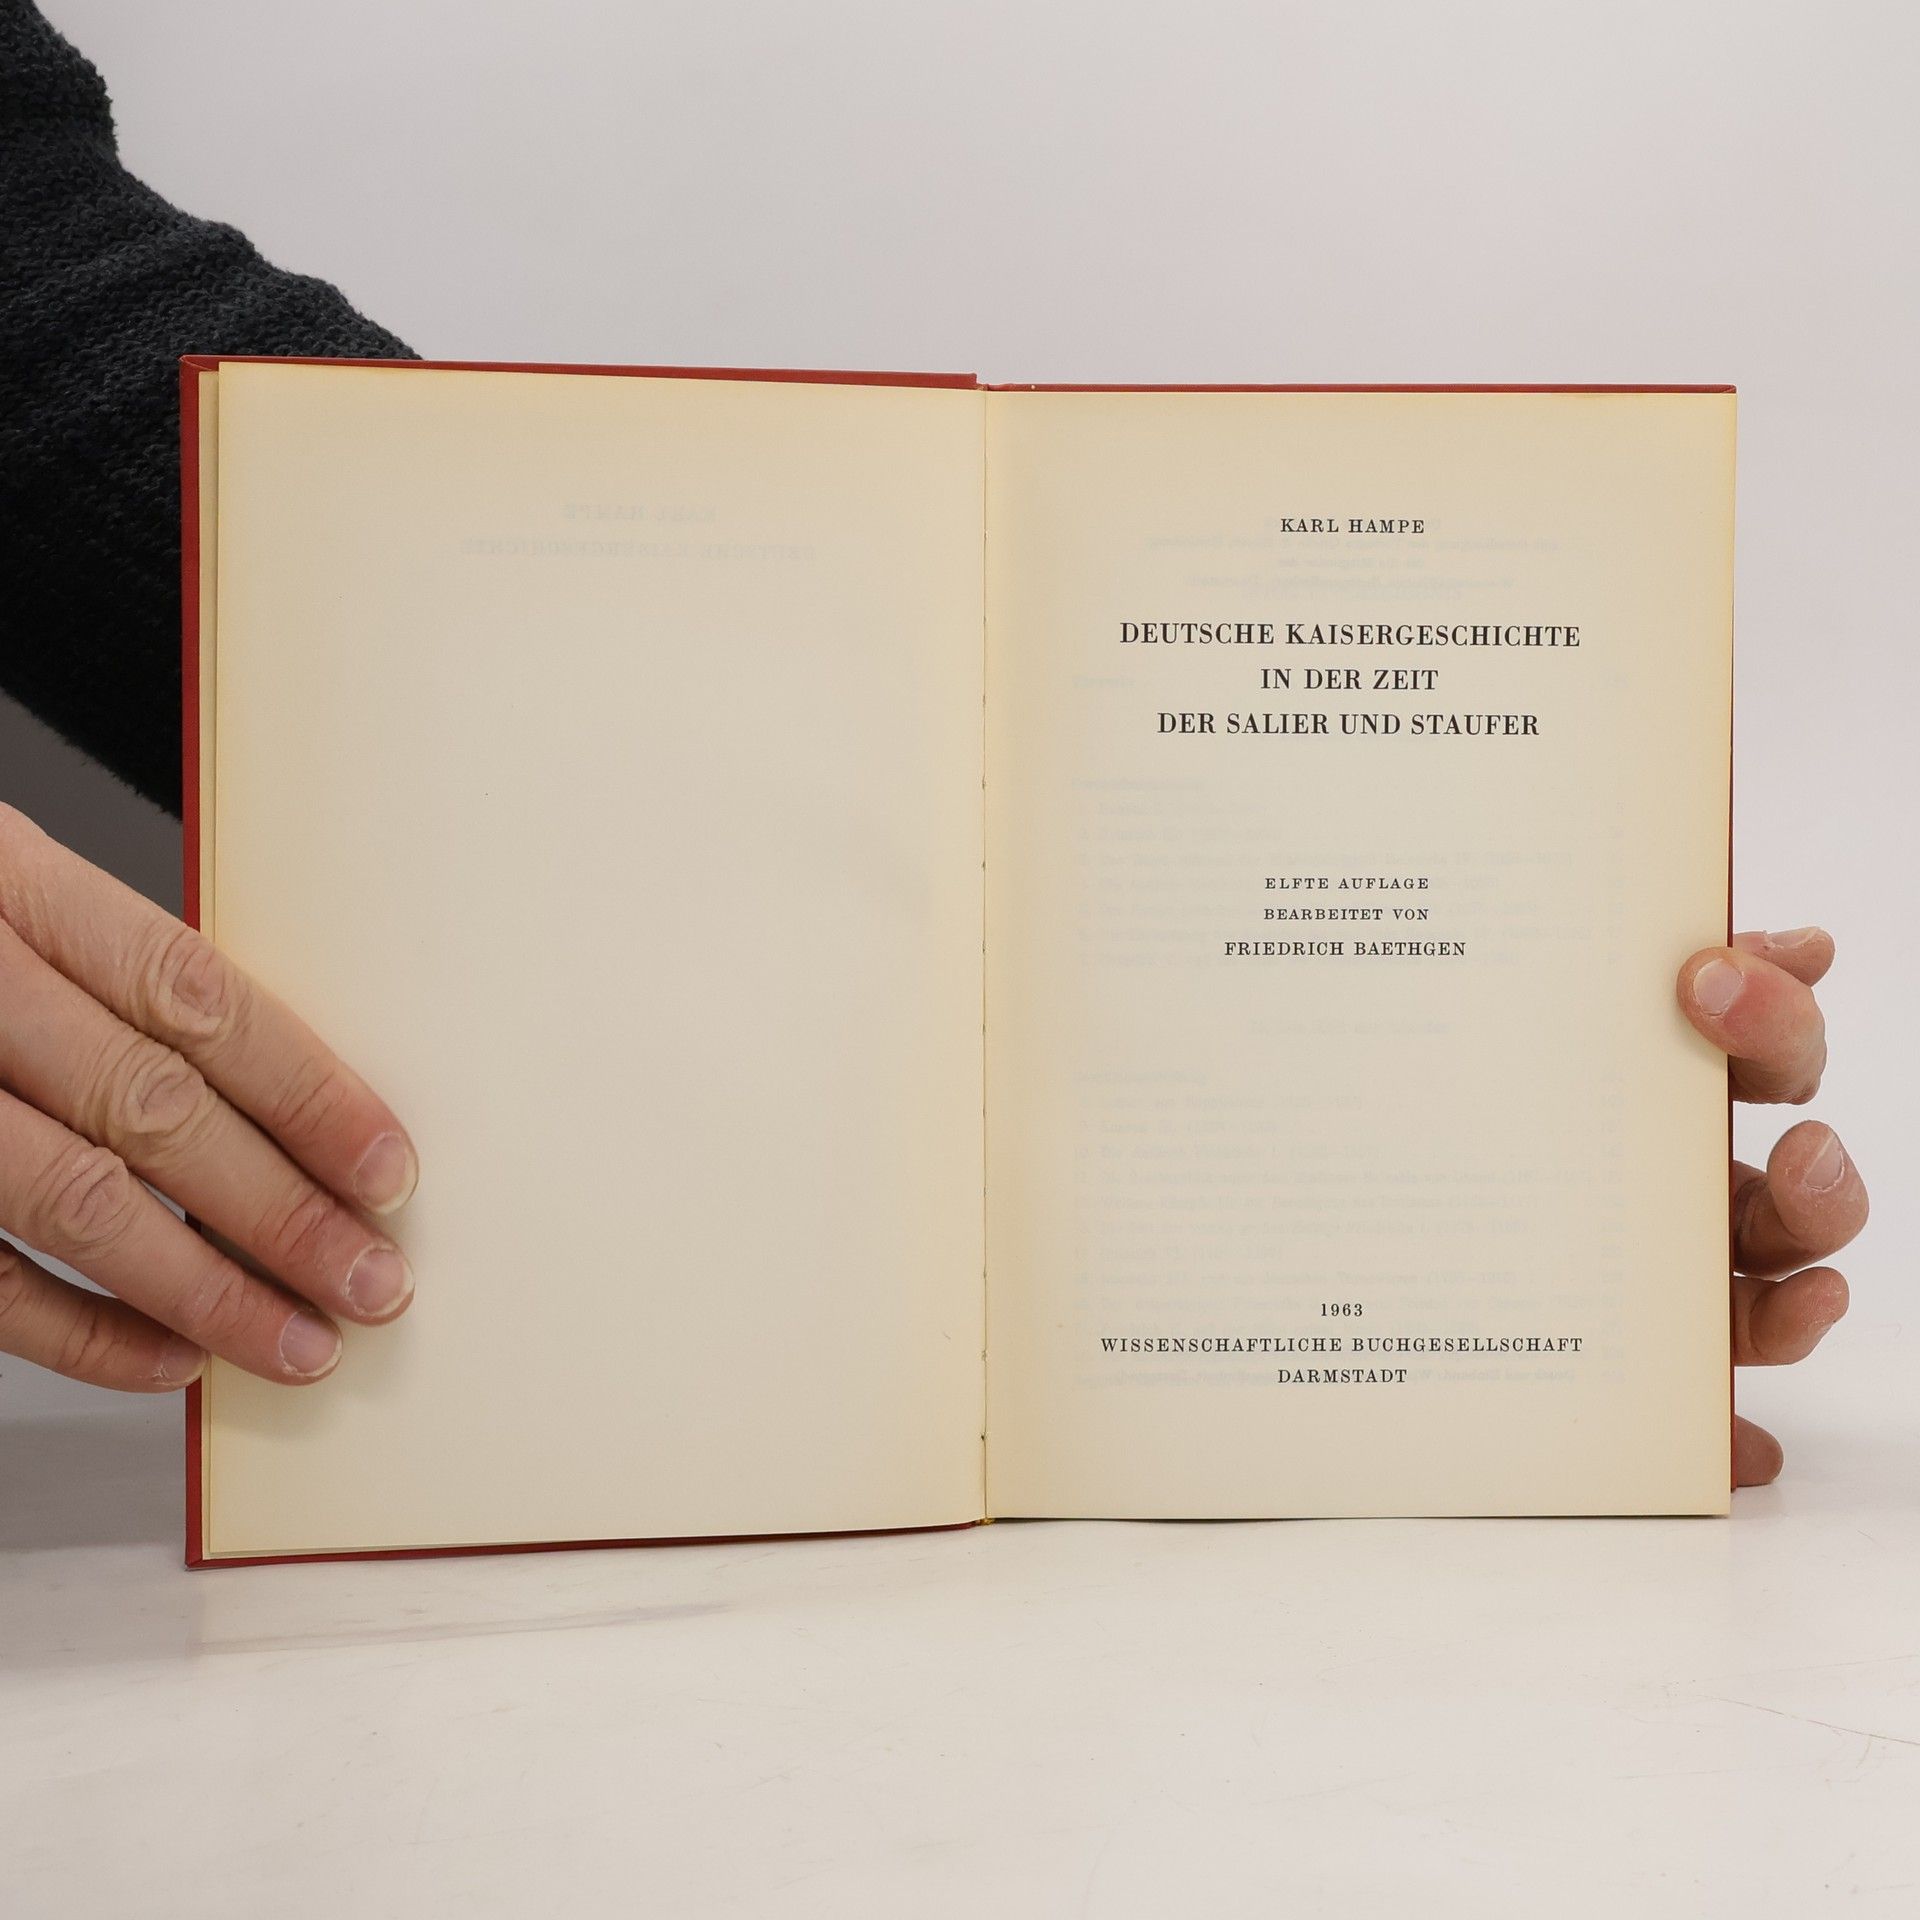 KARL HAMPE
DEUTSCHE KAISERGESCHICHTE
IN DER ZEIT
DER SALIER UND STAUFER
ELFTE AUFLAGE
BEARBEITET VON
FRIEDRICH BAETHGEN
1963
WISSENSCHAFTLICHE BUCHGESELLSCHAFT
DARMSTADT